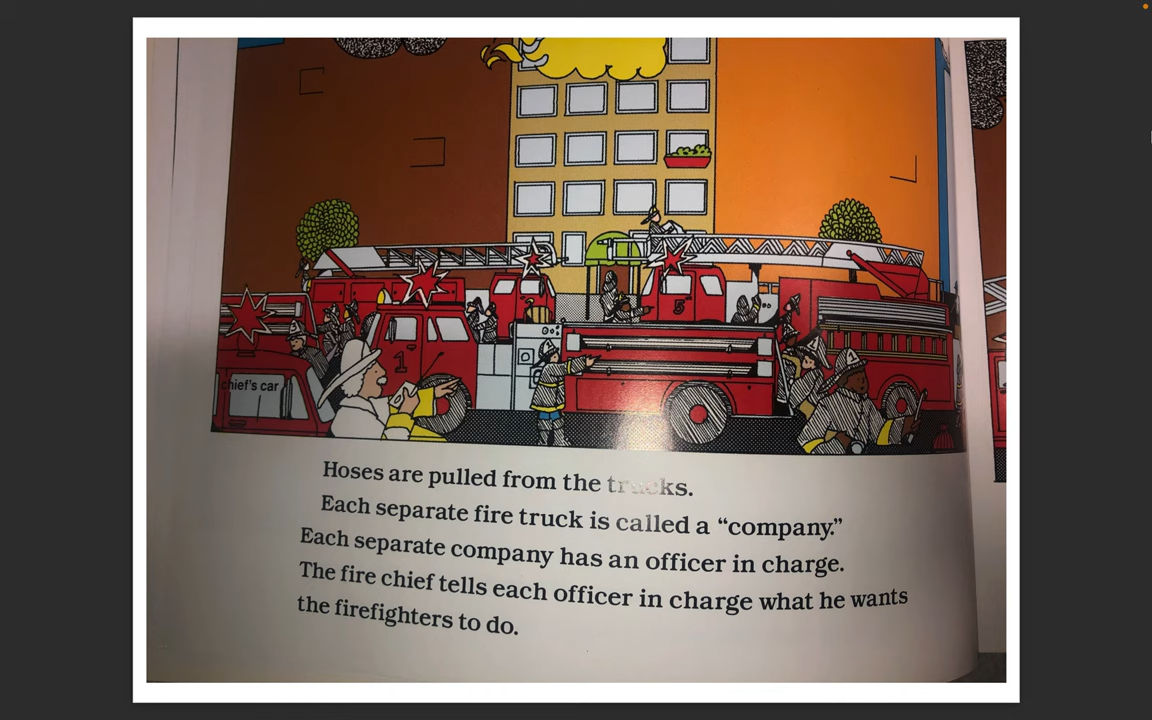 5
1
chief's car
Hoses are pulled from the trucks.
Each separate fire truck is called a “company.”
Each separate company has an officer in charge.
The fire chief tells each officer in charge what he wants
the firefighters to do.